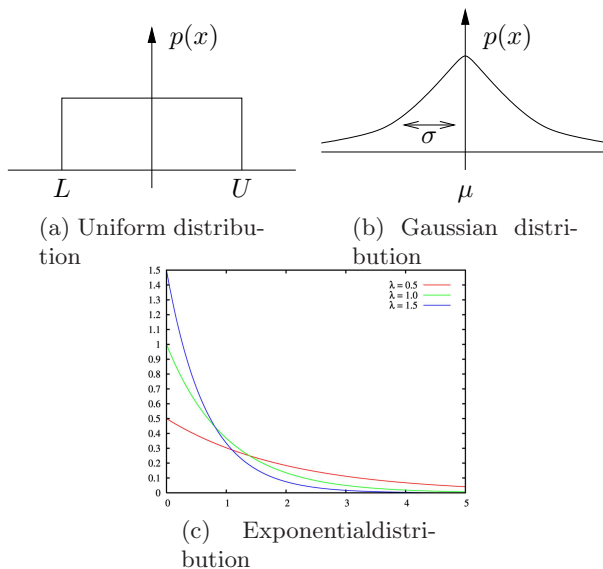 p(x)
L
U
(a) Uniform distribu-
tion
p(x)
σ
μ
(b) Gaussian distri-
bution
1.5
1.4
1.3
1.2
1.1
1
0.9
0.8
0.7
0.6
0.5
0.4
0.3
0.2
0.1
0
λ = 0.5
λ = 1.0
λ = 1.5
0 1 2 3 4 5
(c) Exponentialdistri-
bution